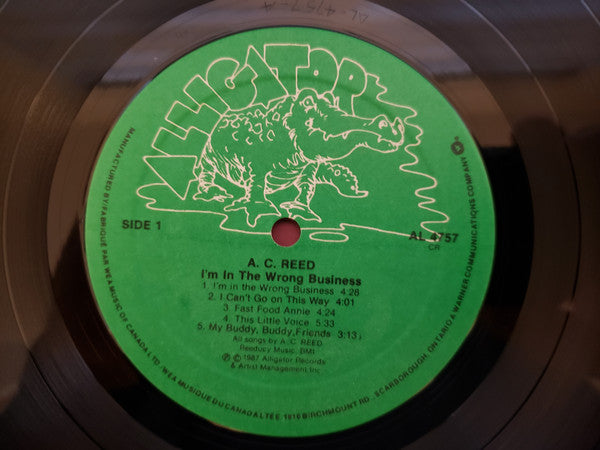 AL-4757-A
ALLIGATOR
SIDE 1
AL 4757
CR
A. C. REED
I'm In The Wrong Business
1. I'm in the Wrong Business 4:28
2. I Can't Go on This Way 4:01
3. Fast Food Annie 4:24
4. This Little Voice 5:33
5. My Buddy, Buddy, Friends 3:13
All songs by A. C. REED
Reedupy Music, BMI
℗ © 1987 Alligator Records
& Artist Management Inc
MANUFACTURED BY/FABRIQUE PAR WEA MUSIC OF CANADA LTD./WEA MUSIQUE DU CANADA LTEE. 1810 BIRCHMOUNT RD., SCARBOROUGH, ONTARIO A WARNER COMMUNICATIONS COMPANY